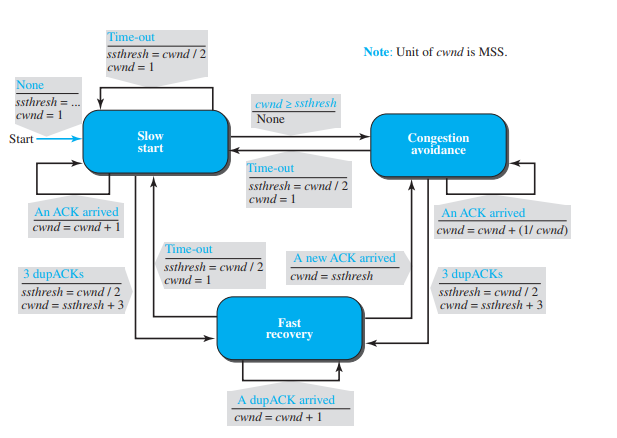 Time-out
ssthresh = cwnd / 2
cwnd = 1
Note: Unit of cwnd is MSS.
None
ssthresh = ...
cwnd = 1
Start
Slow
start
cwnd ≥ ssthresh
None
Congestion
avoidance
Time-out
ssthresh = cwnd / 2
cwnd = 1
An ACK arrived
cwnd = cwnd + 1
An ACK arrived
cwnd = cwnd + (1/ cwnd)
Time-out
ssthresh = cwnd / 2
cwnd = 1
A new ACK arrived
cwnd = ssthresh
3 dupACKs
ssthresh = cwnd / 2
cwnd = ssthresh + 3
3 dupACKs
ssthresh = cwnd / 2
cwnd = ssthresh + 3
Fast
recovery
A dupACK arrived
cwnd = cwnd + 1